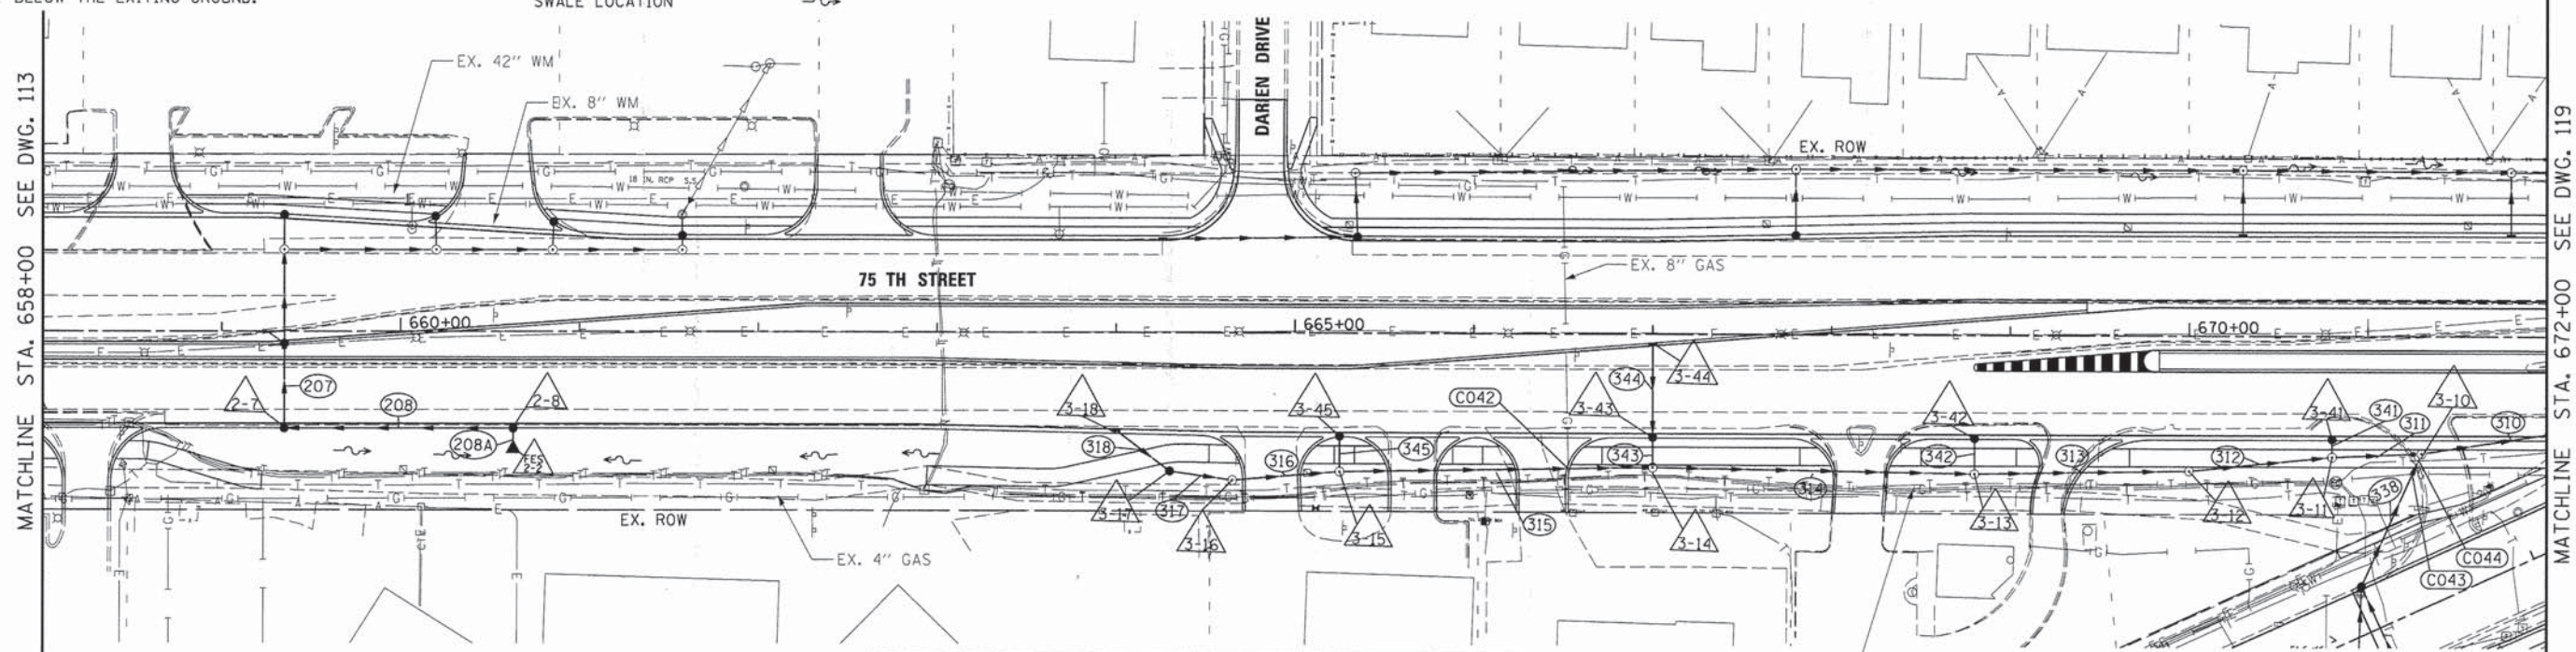 BELOW THE EXITING GROUND.
SWALE LOCATION
MATCHLINE STA. 658+00 SEE DWG. 113
EX. 42" WM
EX. 8" WM
18 IN. RCP S.S.
DARIEN DRIVE
EX. ROW
75 TH STREET
EX. 8" GAS
660+00
665+00
670+00
207
2-7
208
2-8
208A
FES 2-2
3-18
318
3-17
317
3-16
316
3-45
345
3-15
C042
315
3-43
344
3-44
343
3-14
314
3-42
342
3-13
313
312
3-12
3-41
341
311
3-11
3-10
310
338
C044
C043
EX. ROW
EX. 4" GAS
MATCHLINE STA. 672+00 SEE DWG. 119